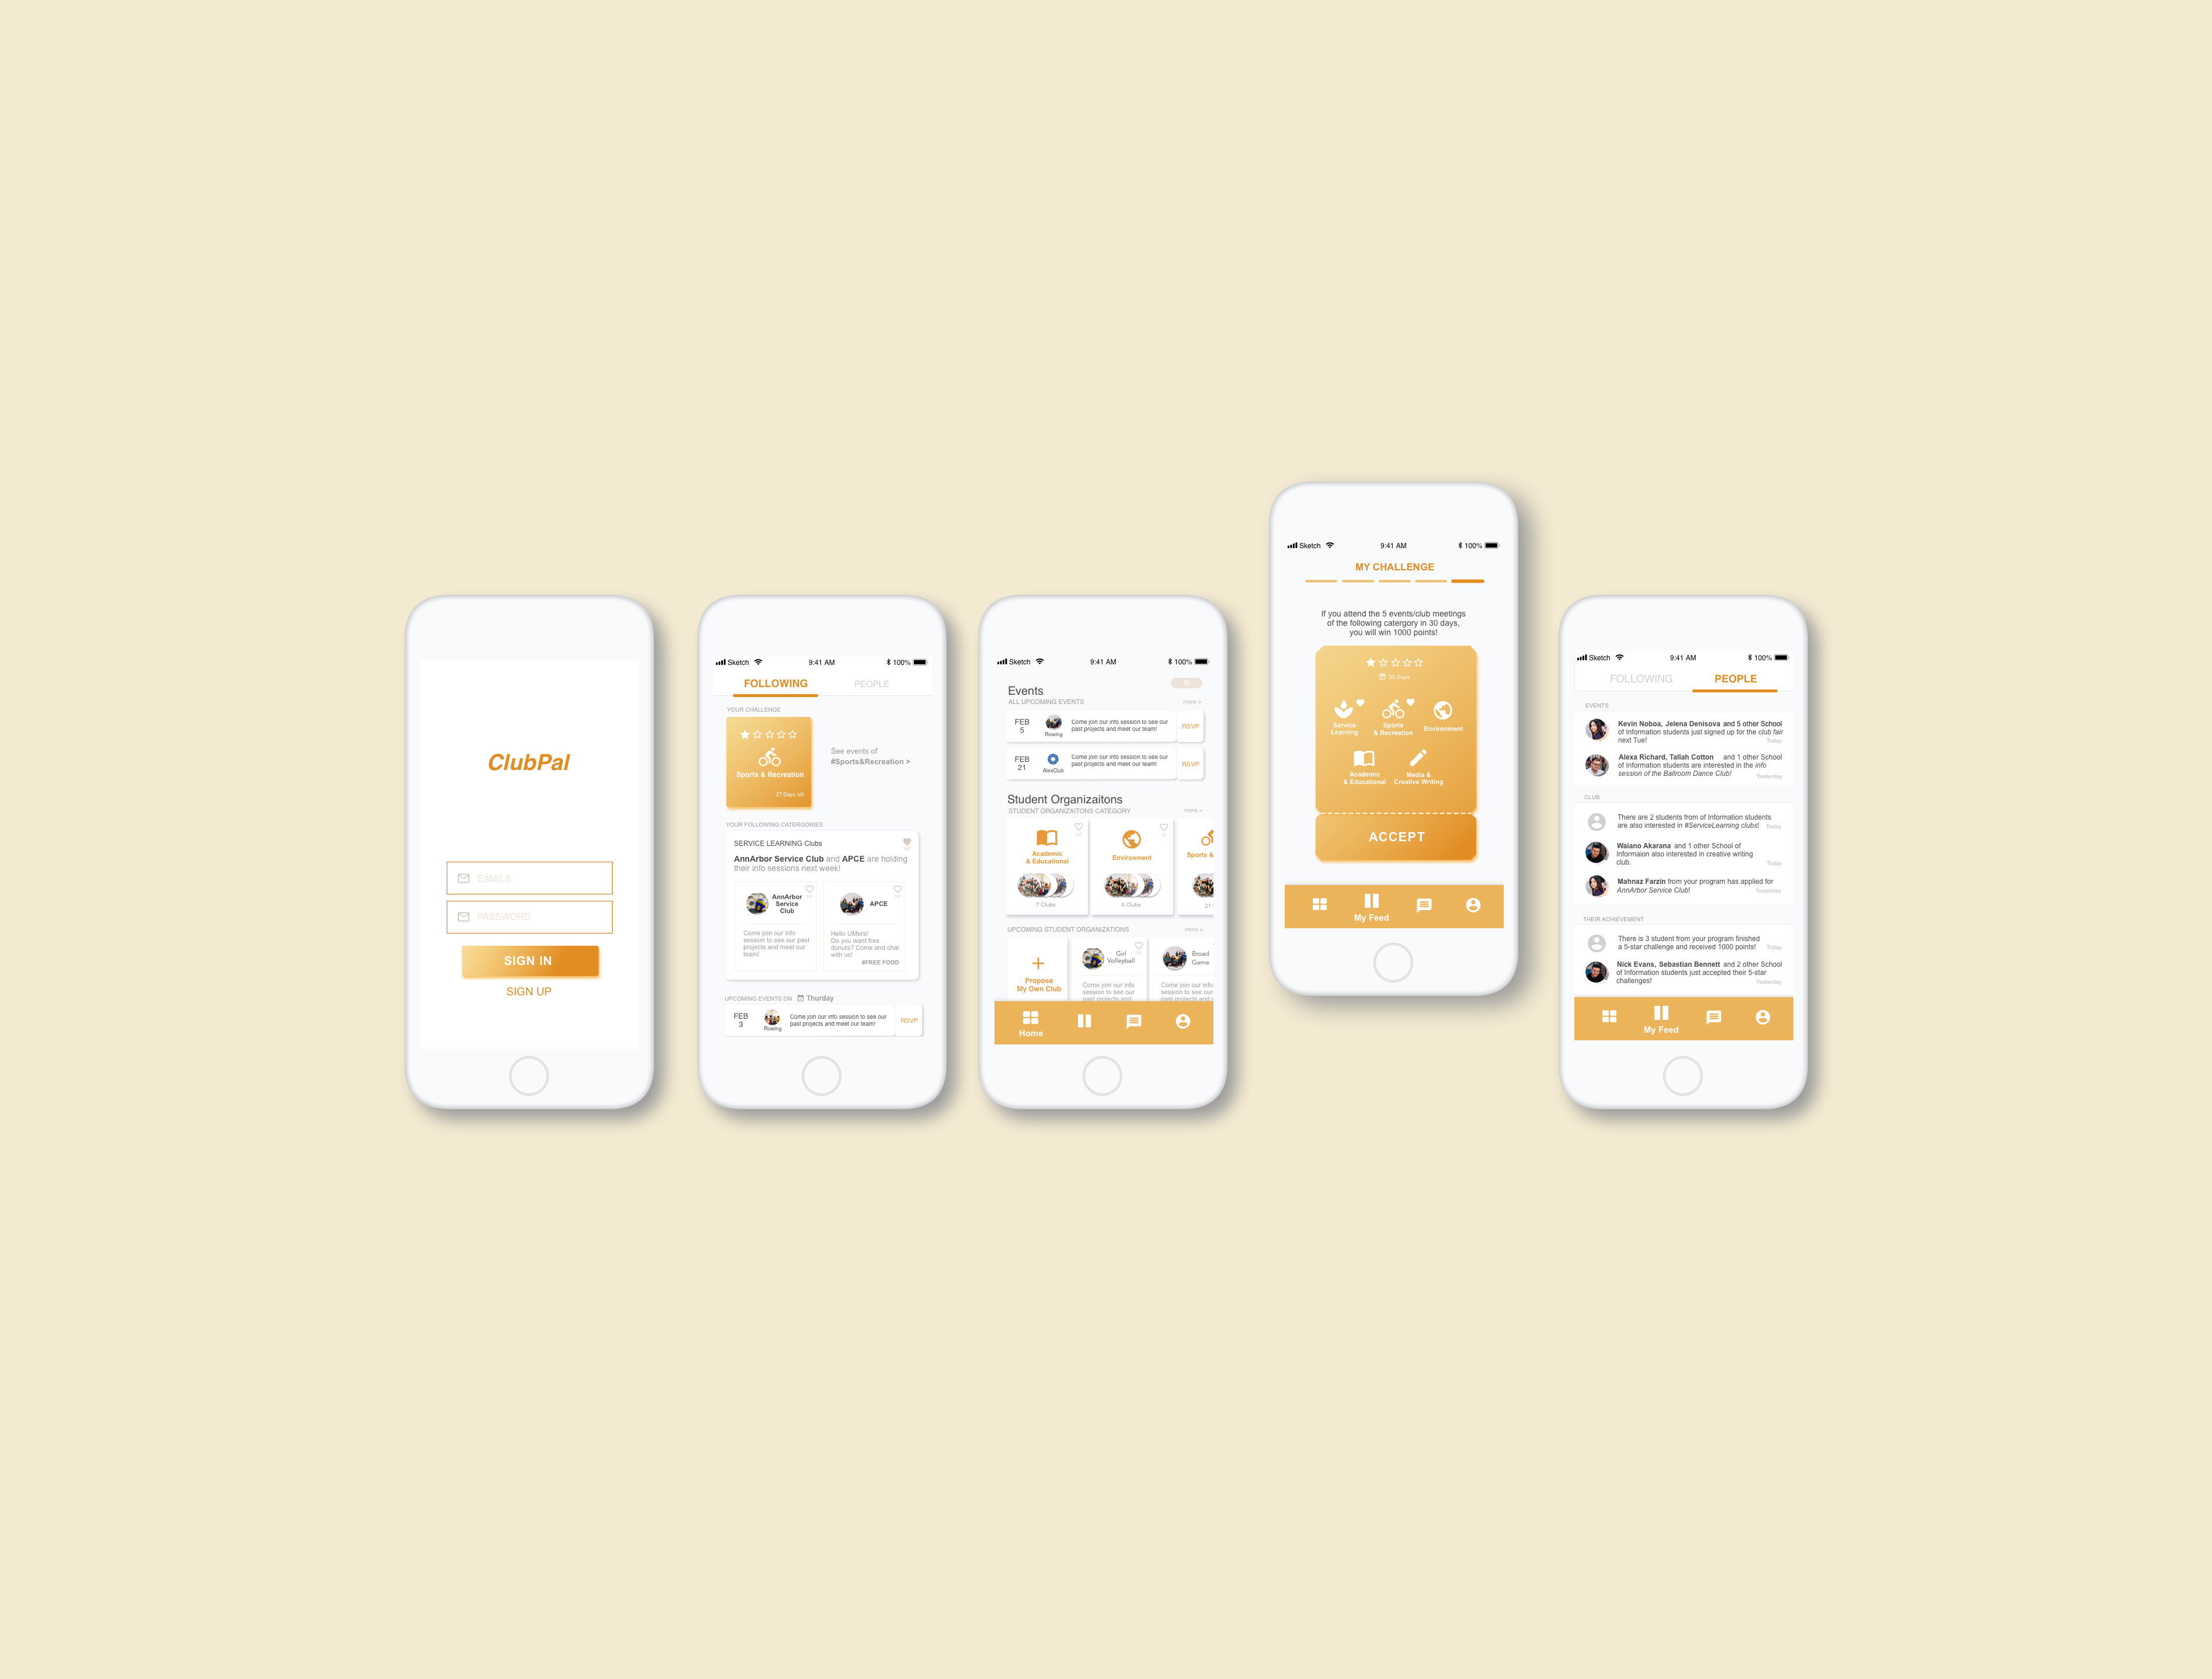 ClubPal
EAMILS
PASSWORD
SIGN IN
SIGN UP
Sketch
9:41 AM
100%
FOLLOWING
PEOPLE
YOUR CHALLENGE
Sports & Recreation
27 Days left
See events of
#Sports&Recreation >
YOUR FOLLOWING CATERGORIES
SERVICE LEARNING Clubs
AnnArbor Service Club and APCE are holding
their info sessions next week!
AnnArbor
Service
Club
Come join our info
session to see our past
projects and meet our
team!
APCE
Hello UMers!
Do you want free
donuts? Come and chat
with us!
#FREE FOOD
UPCOMING EVENTS ON
Thurday
FEB
3
Rowing
Come join our info session to see our
past projects and meet our team!
RSVP
Sketch
9:41 AM
100%
Events
ALL UPCOMING EVENTS
more >
FEB
5
Rowing
Come join our info session to see our
past projects and meet our team!
RSVP
FEB
21
AlexClub
Come join our info session to see our
past projects and meet our team!
RSVP
Student Organizaitons
STUDENT ORGANIZAITONS CATEGORY
more >
Academic
& Educational
7 Clubs
Environment
4 Clubs
Sports &
21
UPCOMING STUDENT ORGANIZATIONS
more >
Propose
My Own Club
Girl
Volleyball
Come join our info
session to see our
past projects and
Broad
Game
Come join our info
session to see our
past projects and
Home
Sketch
9:41 AM
100%
MY CHALLENGE
If you attend the 5 events/club meetings
of the following catergory in 30 days,
you will win 1000 points!
30 Days
Service
Learning
Sports
& Recreation
Environment
Academic
& Educational
Media &
Creative Writing
ACCEPT
My Feed
Sketch
9:41 AM
100%
FOLLOWING
PEOPLE
EVENTS
Kevin Noboa, Jelena Denisova and 5 other School
of Information students just signed up for the club fair
next Tue!
Today
Alexa Richard, Tallah Cotton and 1 other School
of Information students are interested in the info
session of the Ballroom Dance Club!
Yesterday
CLUB
There are 2 students from of Information students
are also interested in #ServiceLearning clubs!
Today
Waiano Akarana and 1 other School of
Informaion also interested in creative writing
club.
Today
Mahnaz Farzin from your program has applied for
AnnArbor Service Club!
Yesterday
THEIR ACHIEVEMENT
There is 3 student from your program finished
a 5-star challenge and received 1000 points!
Today
Nick Evans, Sebastian Bennett and 2 other School
of Information students just accepted their 5-star
challenges!
Yesterday
My Feed